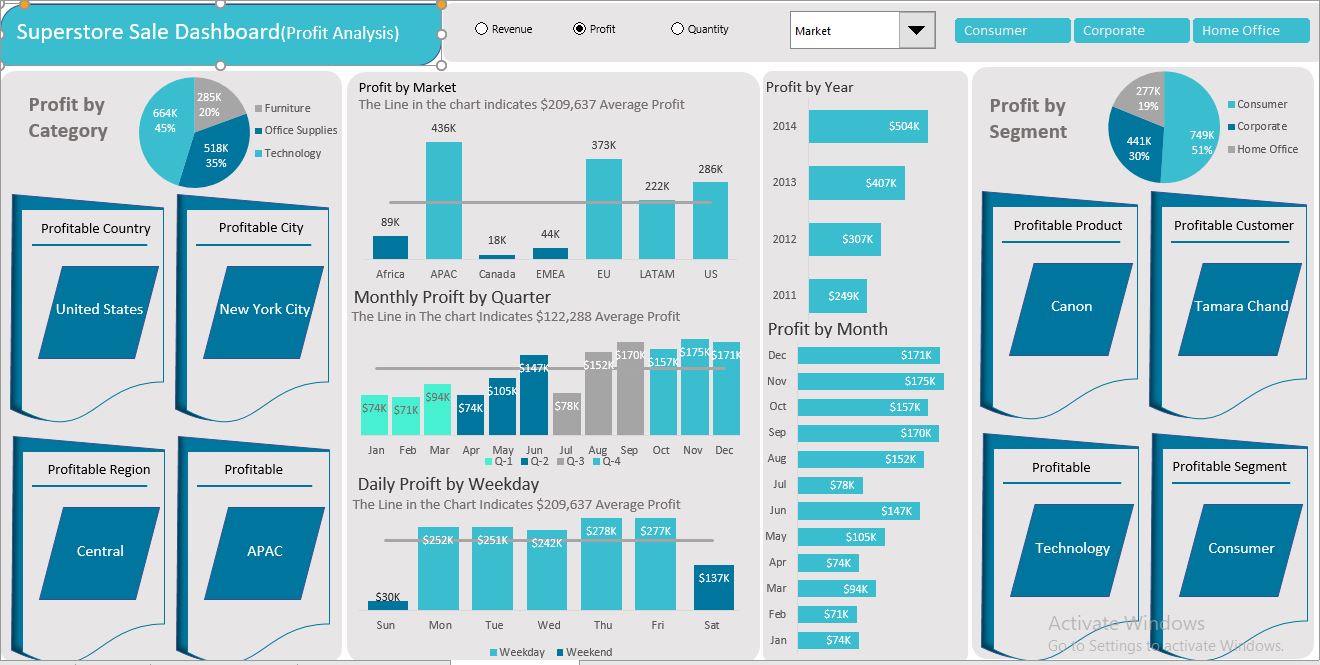 Superstore Sale Dashboard(Profit Analysis)
Revenue
Profit
Quantity
Market
Consumer
Corporate
Home Office
Profit by
Category
664K
45%
285K
20%
518K
35%
Furniture
Office Supplies
Technology
Profitable Country
United States
Profitable City
New York City
Profitable Region
Central
Profitable
APAC
Profit by Market
The Line in the chart indicates $209,637 Average Profit
89K
436K
18K
44K
373K
222K
286K
Africa
APAC
Canada
EMEA
EU
LATAM
US
Monthly Proift by Quarter
The Line in The chart Indicates $122,288 Average Profit
$74K
$71K
$94K
$74K
$105K
$147K
$78K
$152K
$170K
$157K
$175K
$171K
Jan
Feb
Mar
Apr
May
Jun
Jul
Aug
Sep
Oct
Nov
Dec
Q-1
Q-2
Q-3
Q-4
Daily Proift by Weekday
The Line in the Chart Indicates $209,637 Average Profit
$30K
$252K
$251K
$242K
$278K
$277K
$137K
Sun
Mon
Tue
Wed
Thu
Fri
Sat
Weekday
Weekend
Profit by Year
2014
$504K
2013
$407K
2012
$307K
2011
$249K
Profit by Month
Dec
$171K
Nov
$175K
Oct
$157K
Sep
$170K
Aug
$152K
Jul
$78K
Jun
$147K
May
$105K
Apr
$74K
Mar
$94K
Feb
$71K
Jan
$74K
Profit by
Segment
277K
19%
441K
30%
749K
51%
Consumer
Corporate
Home Office
Profitable Product
Canon
Profitable Customer
Tamara Chand
Profitable
Technology
Profitable Segment
Consumer
Activate Windows
Go to Settings to activate Windows.